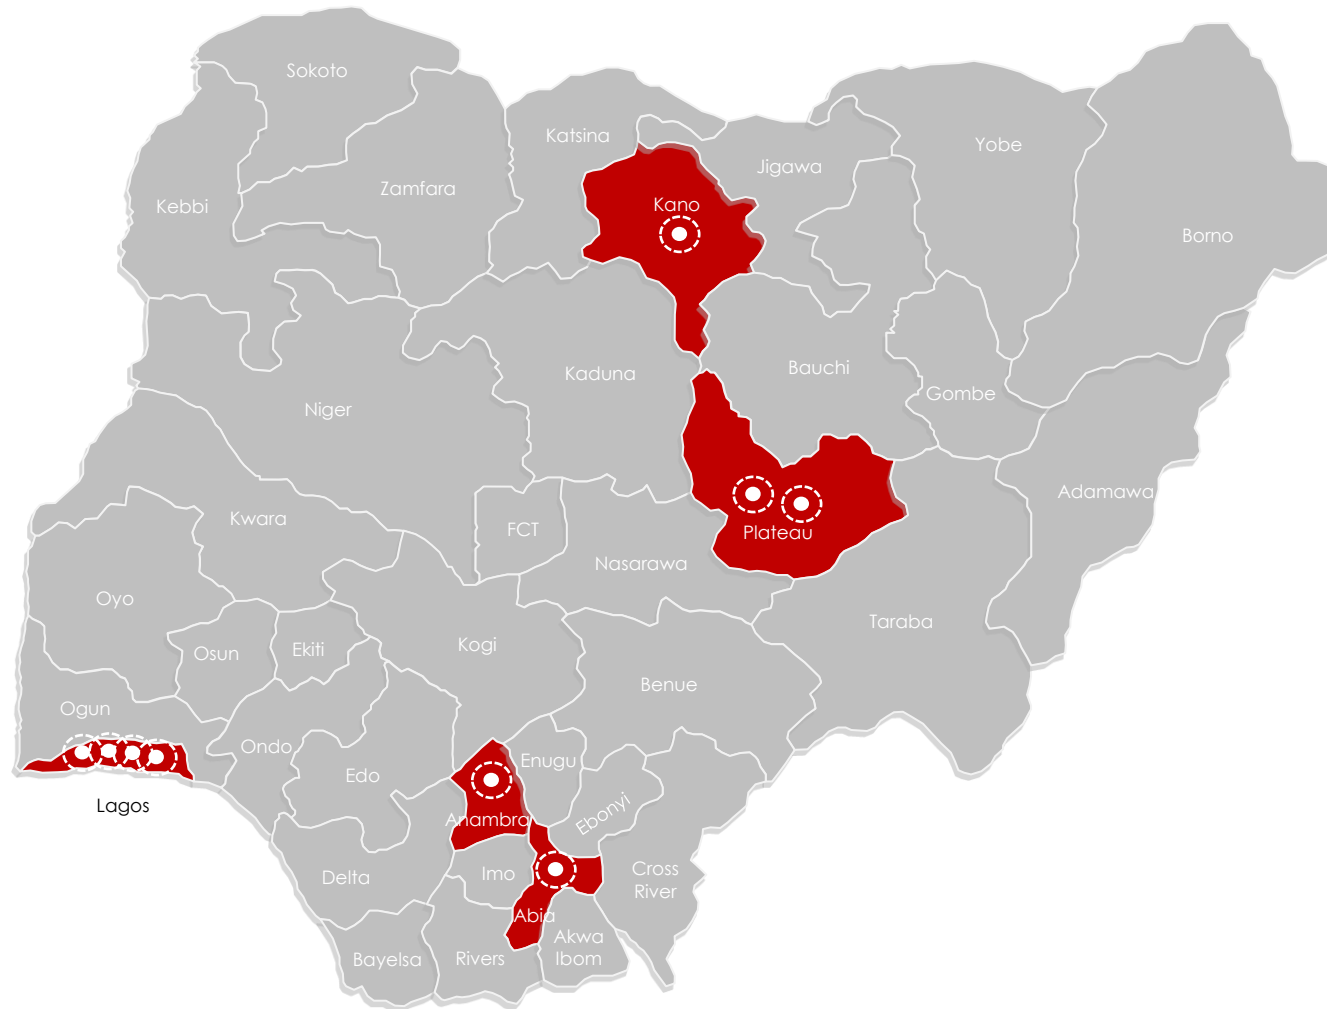 Sokoto
Katsina
Yobe
Jigawa
Zamfara
Kano
Kebbi
Borno
Kaduna
Bauchi
Gombe
Niger
Adamawa
Kwara
FCT
Plateau
Nasarawa
Oyo
Taraba
Osun
Ekiti
Kogi
Benue
Ogun
Ondo
Enugu
Edo
Lagos
Anambra
Ebonyi
Delta
Imo
Cross
River
Abia
Akwa
Ibom
Bayelsa
Rivers